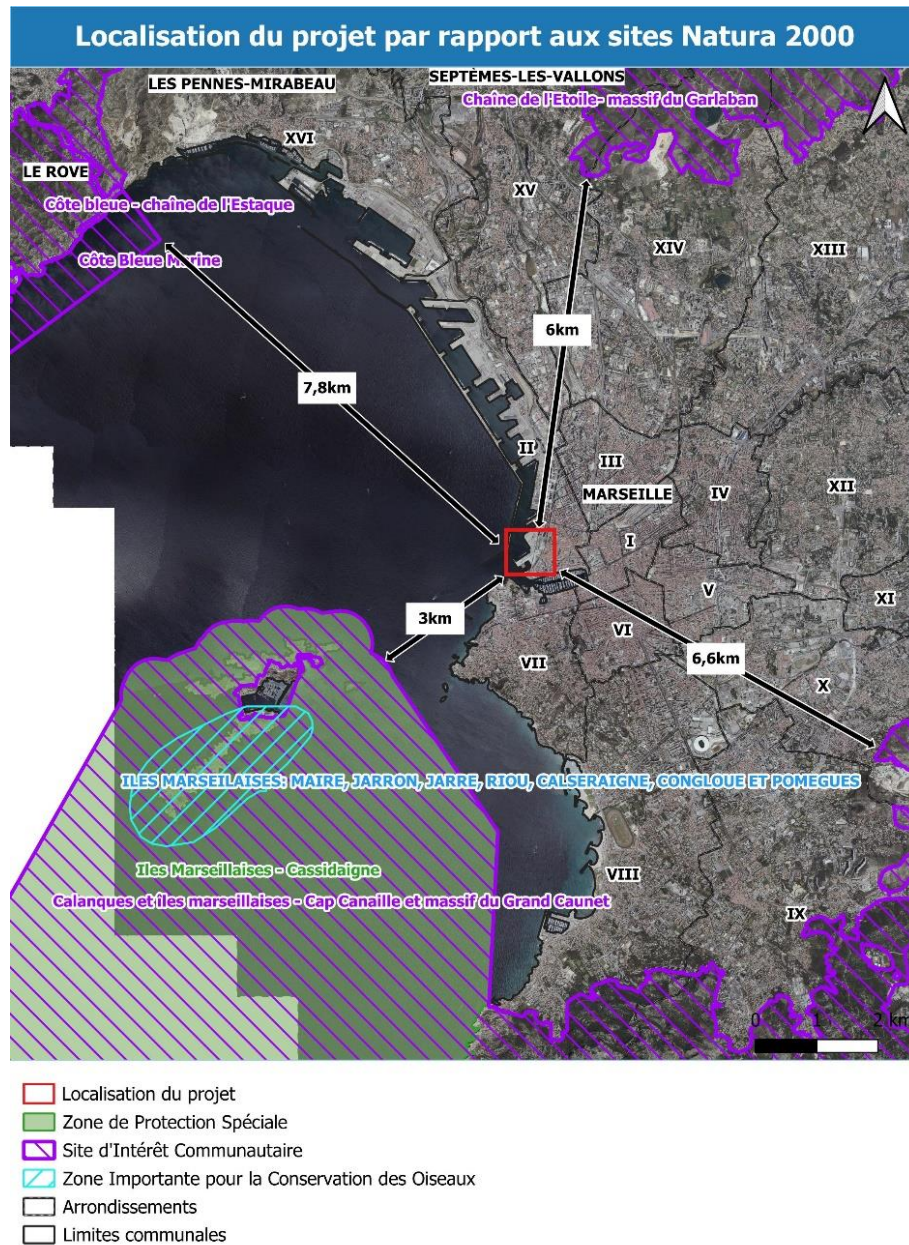 Localisation du projet par rapport aux sites Natura 2000
LES PENNES-MIRABEAU
SEPTÈMES-LES-VALLONS
Chaîne de l'Etoile- massif du Garlaban
XVI
LE ROVE
XV
Côte bleue - chaîne de l'Estaque
XIV
XIII
Côte Bleue Marine
6km
7,8km
II
III
MARSEILLE
IV
XII
I
V
XI
3km
VI
VII
6,6km
X
ILES MARSEILAISES: MAIRE, JARRON, JARRE, RIOU, CALSERAIGNE, CONGLOUE ET POMEGUES
Iles Marseillaises - Cassidaigne
VIII
Calanques et îles marseillaises - Cap Canaille et massif du Grand Caunet
IX
0 1 2 km
Localisation du projet
Zone de Protection Spéciale
Site d'Intérêt Communautaire
Zone Importante pour la Conservation des Oiseaux
Arrondissements
Limites communales